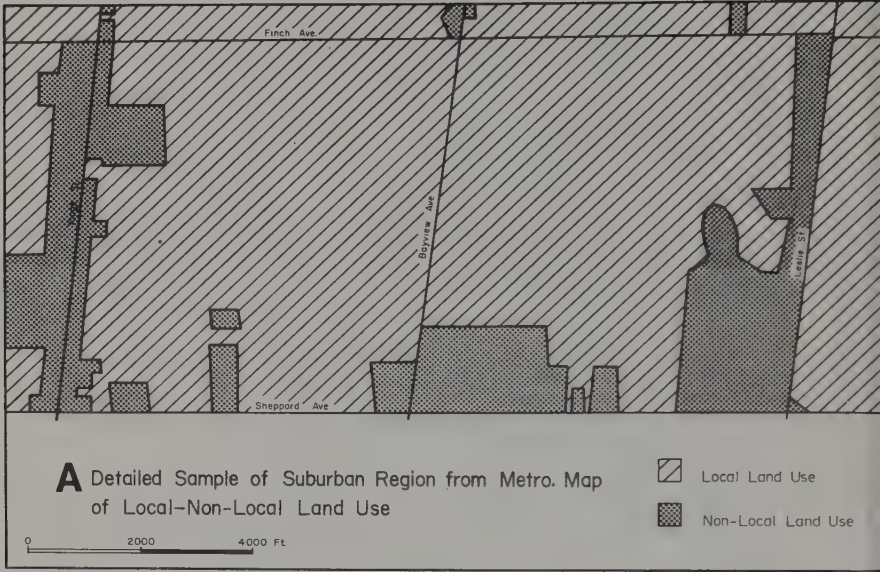 Finch Ave.
Bayview Ave
Leslie St
Sheppard Ave
A Detailed Sample of Suburban Region from Metro. Map
of Local-Non-Local Land Use
Local Land Use
Non-Local Land Use
0 2000 4000 Ft.